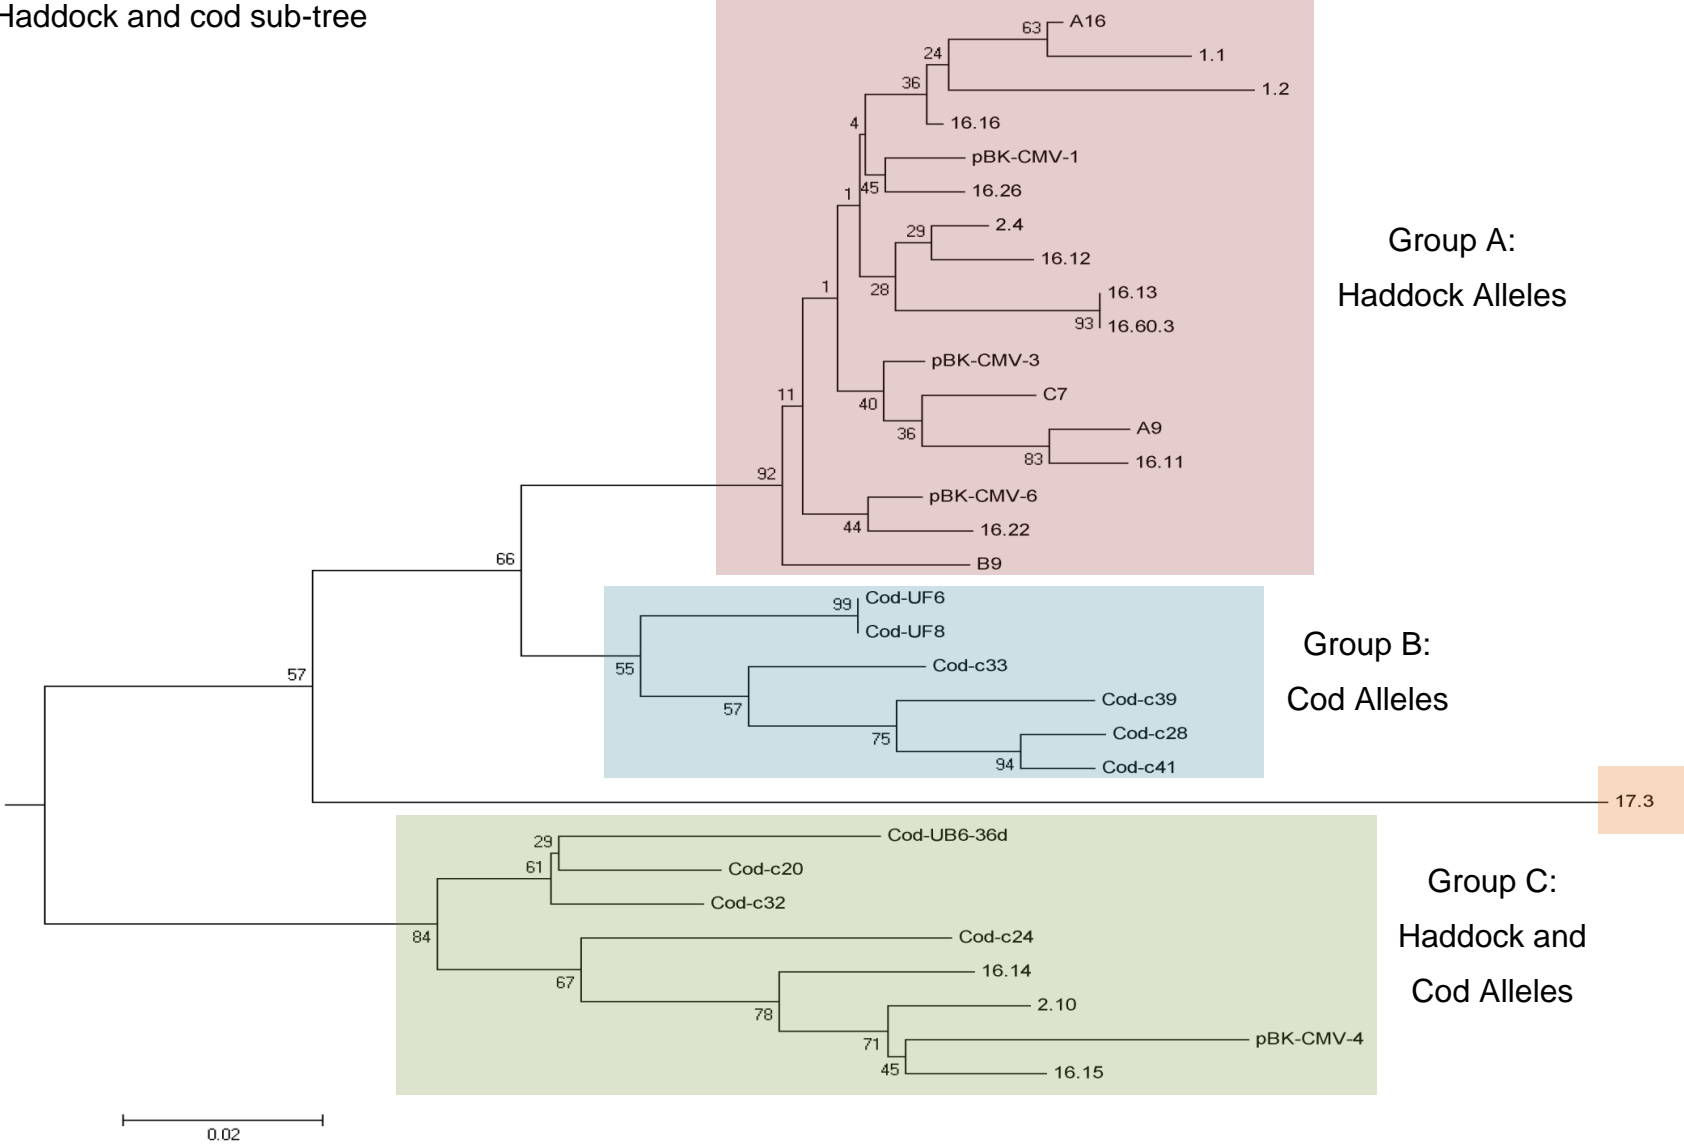 Haddock and cod sub-tree
63
A16
1.1
24
1.2
36
16.16
4
pBK-CMV-1
45
16.26
1
2.4
29
16.12
28
16.13
93
16.60.3
1
pBK-CMV-3
40
C7
36
A9
83
16.11
11
pBK-CMV-6
44
16.22
92
B9
Group A:
Haddock Alleles
66
99
Cod-UF6
Cod-UF8
55
Cod-c33
57
Cod-c39
75
Cod-c28
94
Cod-c41
Group B:
Cod Alleles
57
17.3
29
Cod-UB6-36d
61
Cod-c20
Cod-c32
84
Cod-c24
67
16.14
78
2.10
71
pBK-CMV-4
45
16.15
Group C:
Haddock and
Cod Alleles
0.02